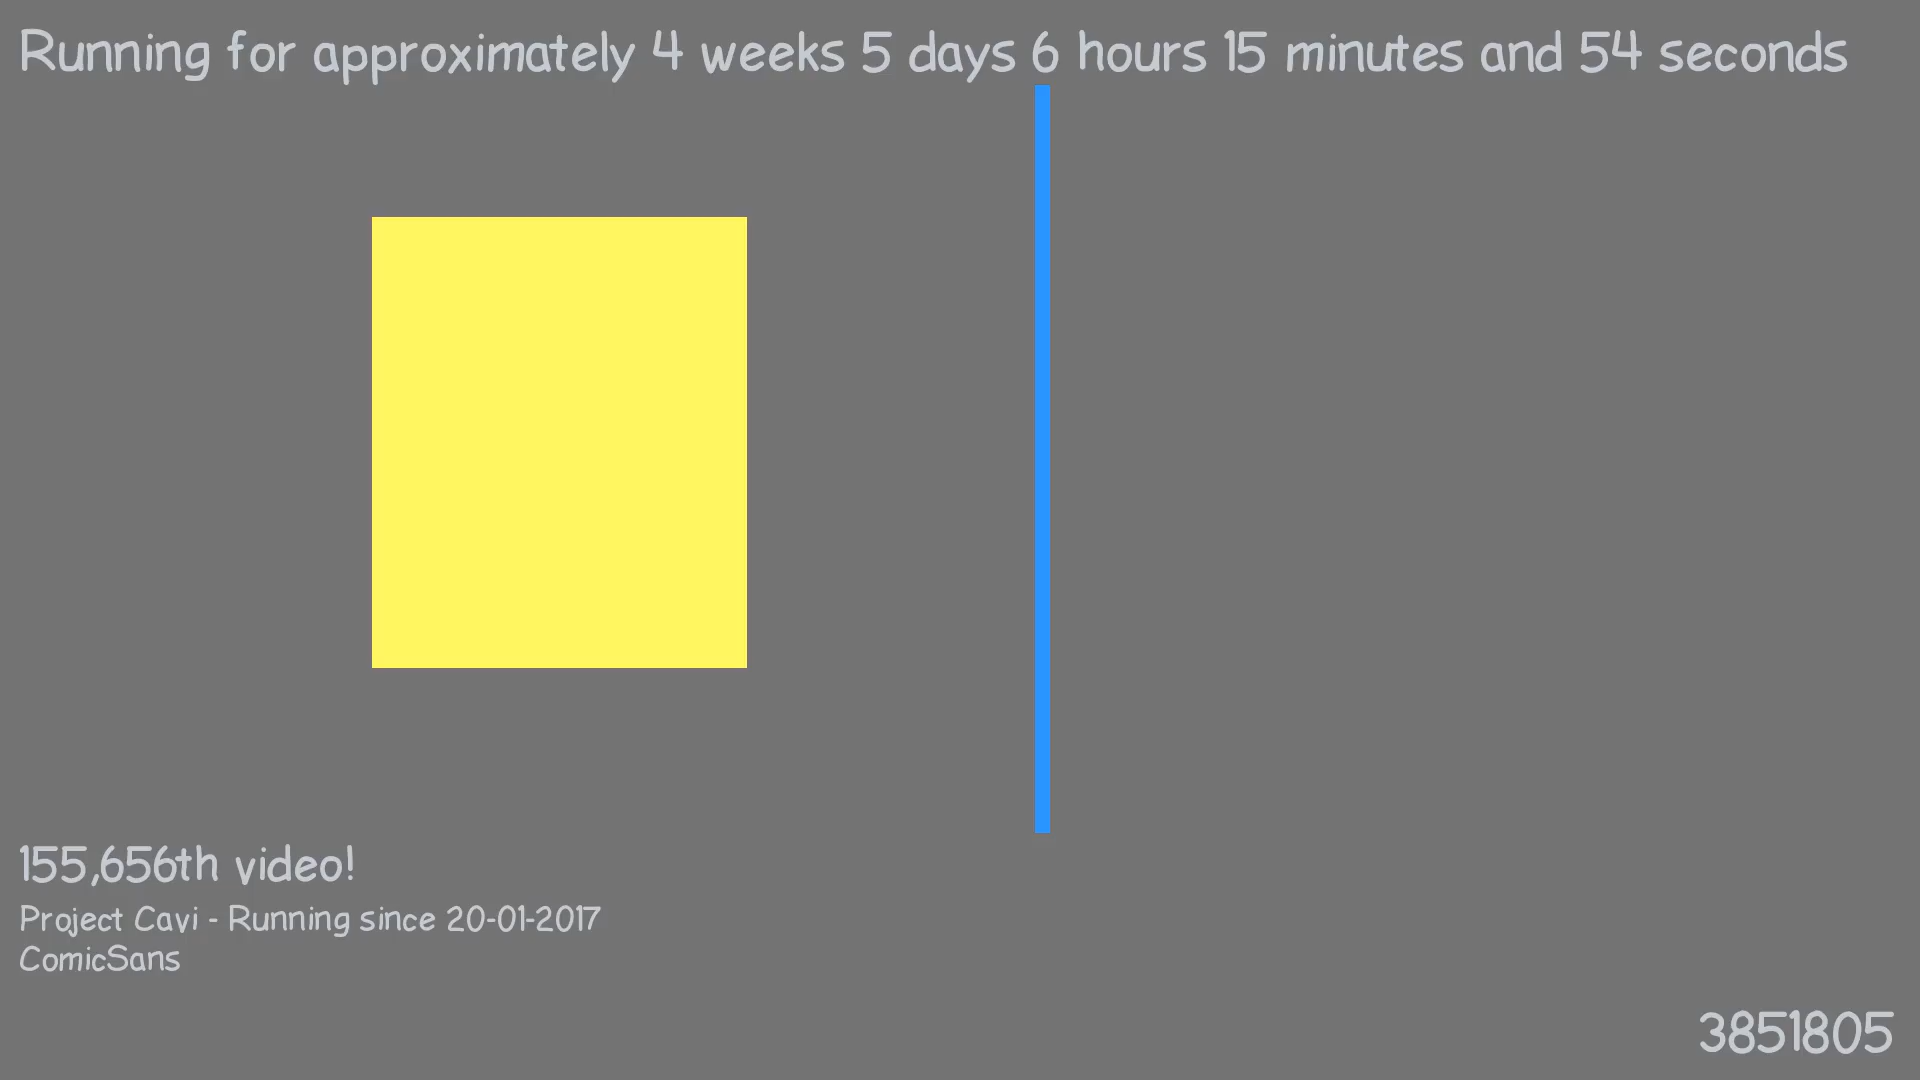 Running for approximately 4 weeks 5 days 6 hours 15 minutes and 54 seconds
155,656th video!
Project Cavi - Running since 20-01-2017
ComicSans
3851805